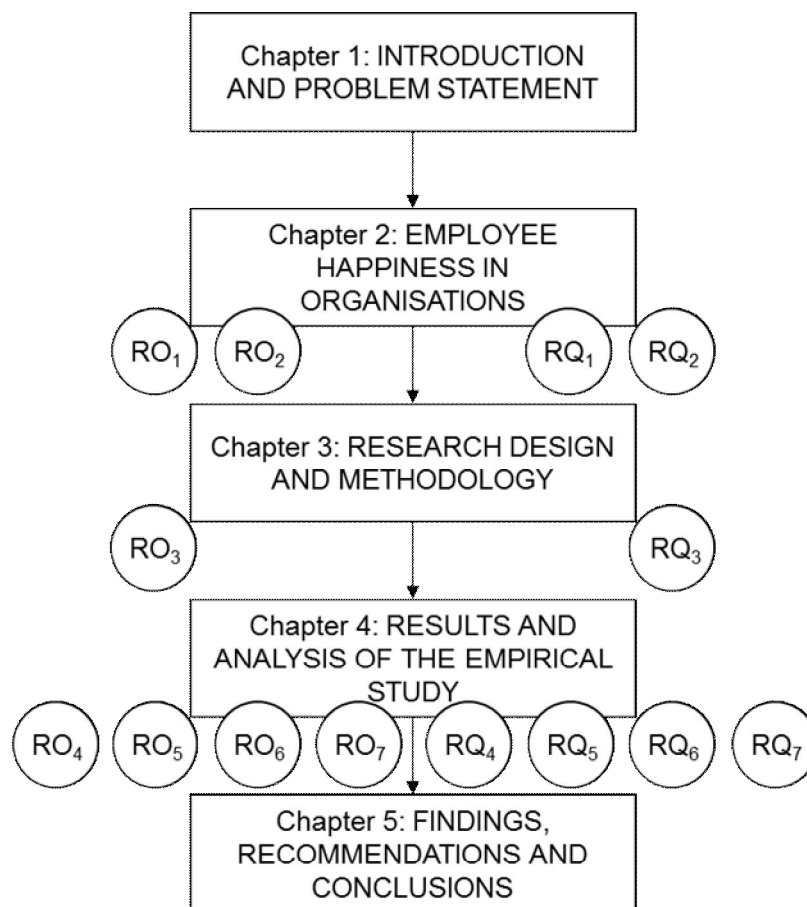 Chapter 1: INTRODUCTION
AND PROBLEM STATEMENT
Chapter 2: EMPLOYEE
HAPPINESS IN
ORGANISATIONS
RO₁ RO₂ RQ₁ RQ₂
Chapter 3: RESEARCH DESIGN
AND METHODOLOGY
RO₃ RQ₃
Chapter 4: RESULTS AND
ANALYSIS OF THE EMPIRICAL
STUDY
RO₄ RO₅ RO₆ RO₇ RQ₄ RQ₅ RQ₆ RQ₇
Chapter 5: FINDINGS,
RECOMMENDATIONS AND
CONCLUSIONS